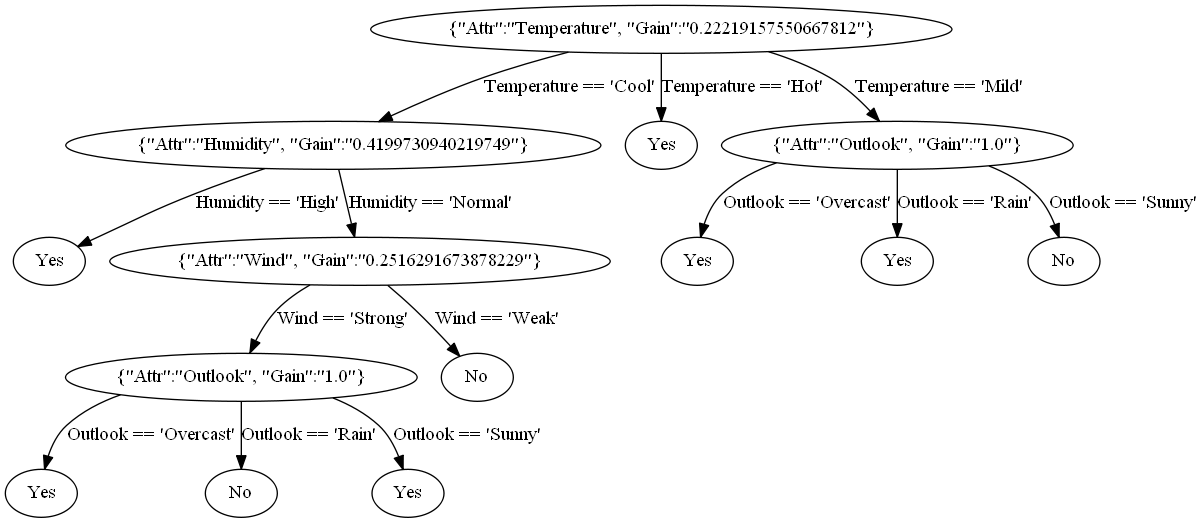 {"Attr":"Temperature", "Gain":"0.22219157550667812"}
Temperature == 'Cool'
Temperature == 'Hot'
Temperature == 'Mild'
{"Attr":"Humidity", "Gain":"0.4199730940219749"}
Yes
{"Attr":"Outlook", "Gain":"1.0"}
Humidity == 'High'
Humidity == 'Normal'
Outlook == 'Overcast'
Outlook == 'Rain'
Outlook == 'Sunny'
Yes
{"Attr":"Wind", "Gain":"0.2516291673878229"}
Yes
Yes
No
Wind == 'Strong'
Wind == 'Weak'
{"Attr":"Outlook", "Gain":"1.0"}
No
Outlook == 'Overcast'
Outlook == 'Rain'
Outlook == 'Sunny'
Yes
No
Yes